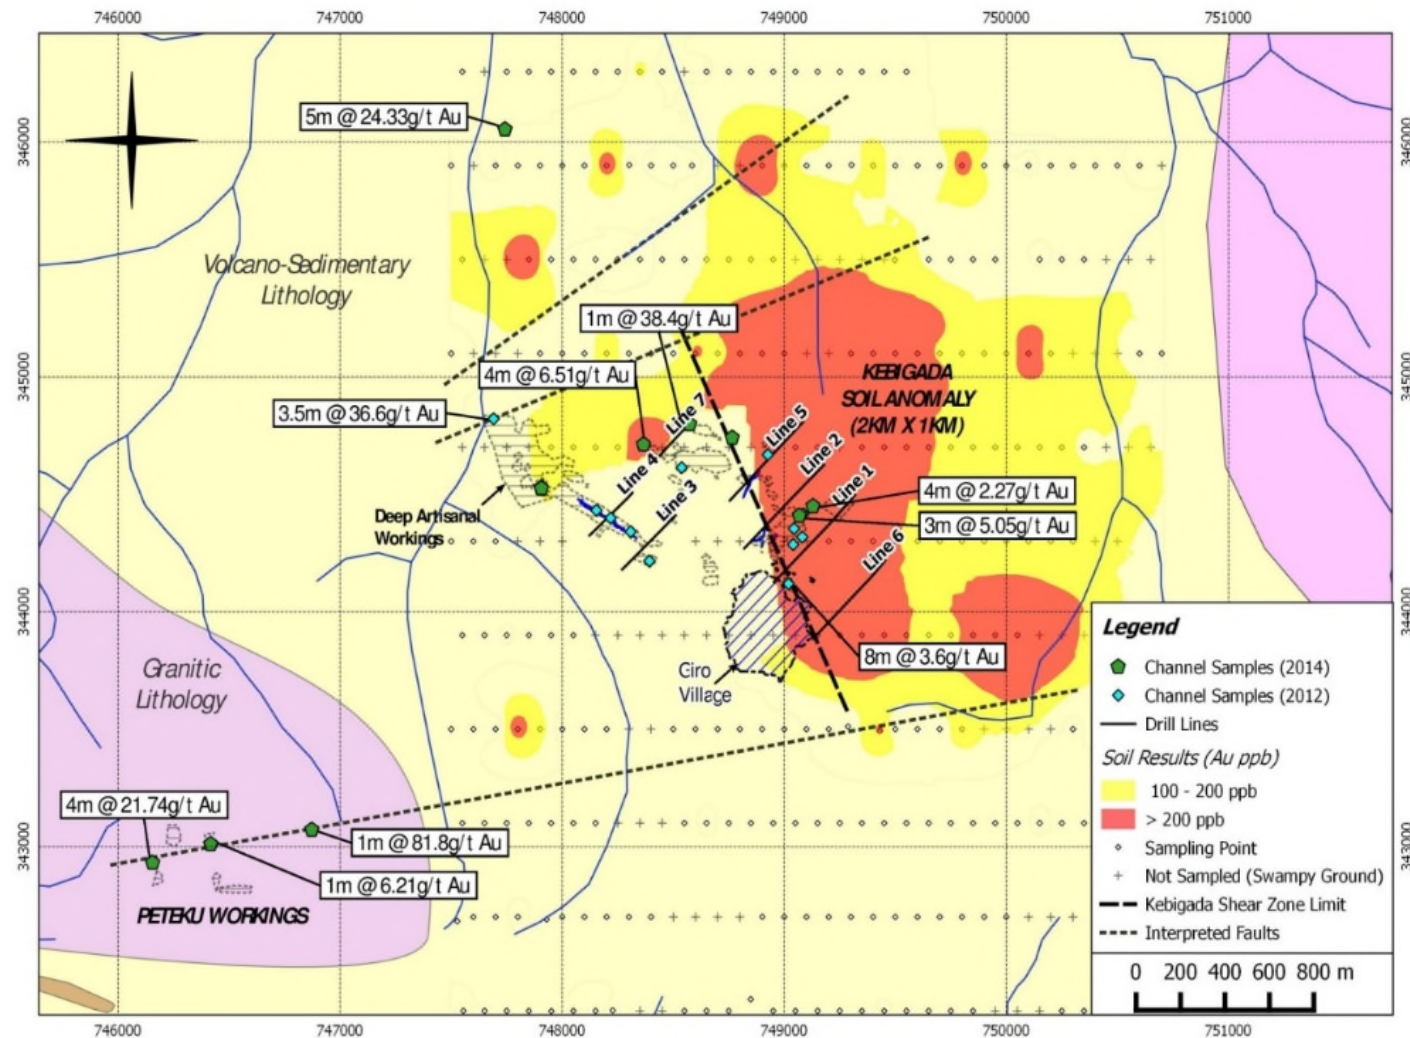 746000 747000 748000 749000 750000 751000
346000
346000
5m @ 24.33g/t Au
Volcano-Sedimentary
Lithology
1m @ 38.4g/t Au
345000
345000
4m @ 6.51g/t Au
KEBIGADA
SOIL ANOMALY
(2KM X 1KM)
3.5m @ 36.6g/t Au
Line 7
Line 5
Line 2
Line 4
Line 3
Line 1
4m @ 2.27g/t Au
Deep Artisanal
Workings
3m @ 5.05g/t Au
Line 6
344000
344000
8m @ 3.6g/t Au
Giro
Village
Granitic
Lithology
4m @ 21.74g/t Au
1m @ 81.8g/t Au
343000
343000
1m @ 6.21g/t Au
PETEKU WORKINGS
Legend
Channel Samples (2014)
Channel Samples (2012)
Drill Lines
Soil Results (Au ppb)
100 - 200 ppb
> 200 ppb
Sampling Point
Not Sampled (Swampy Ground)
Kebigada Shear Zone Limit
Interpreted Faults
0 200 400 600 800 m
746000 747000 748000 749000 750000 751000